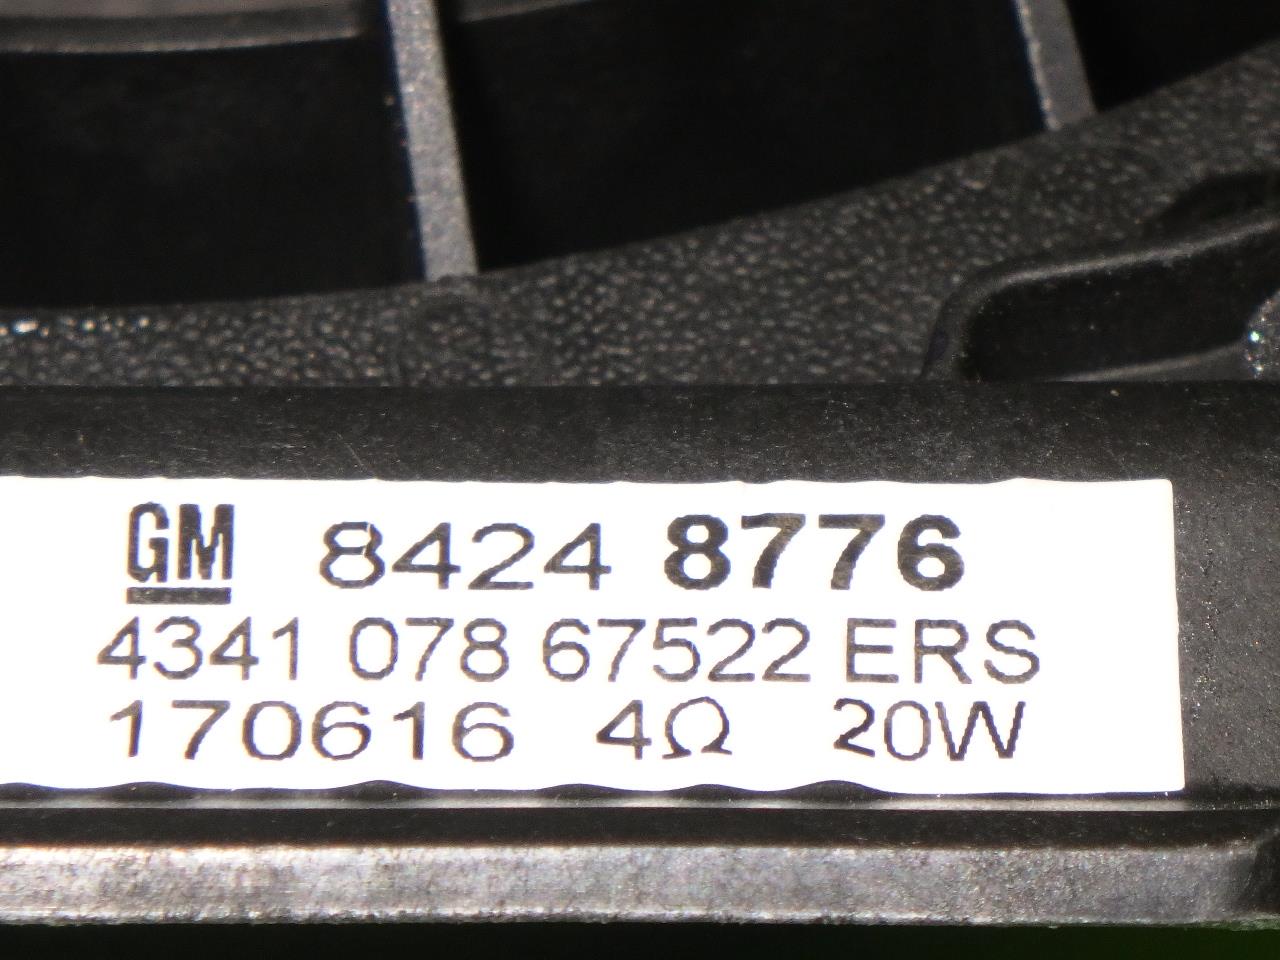 GM 8424 8776
4341 078 67522 ERS
170616 4Ω 20W